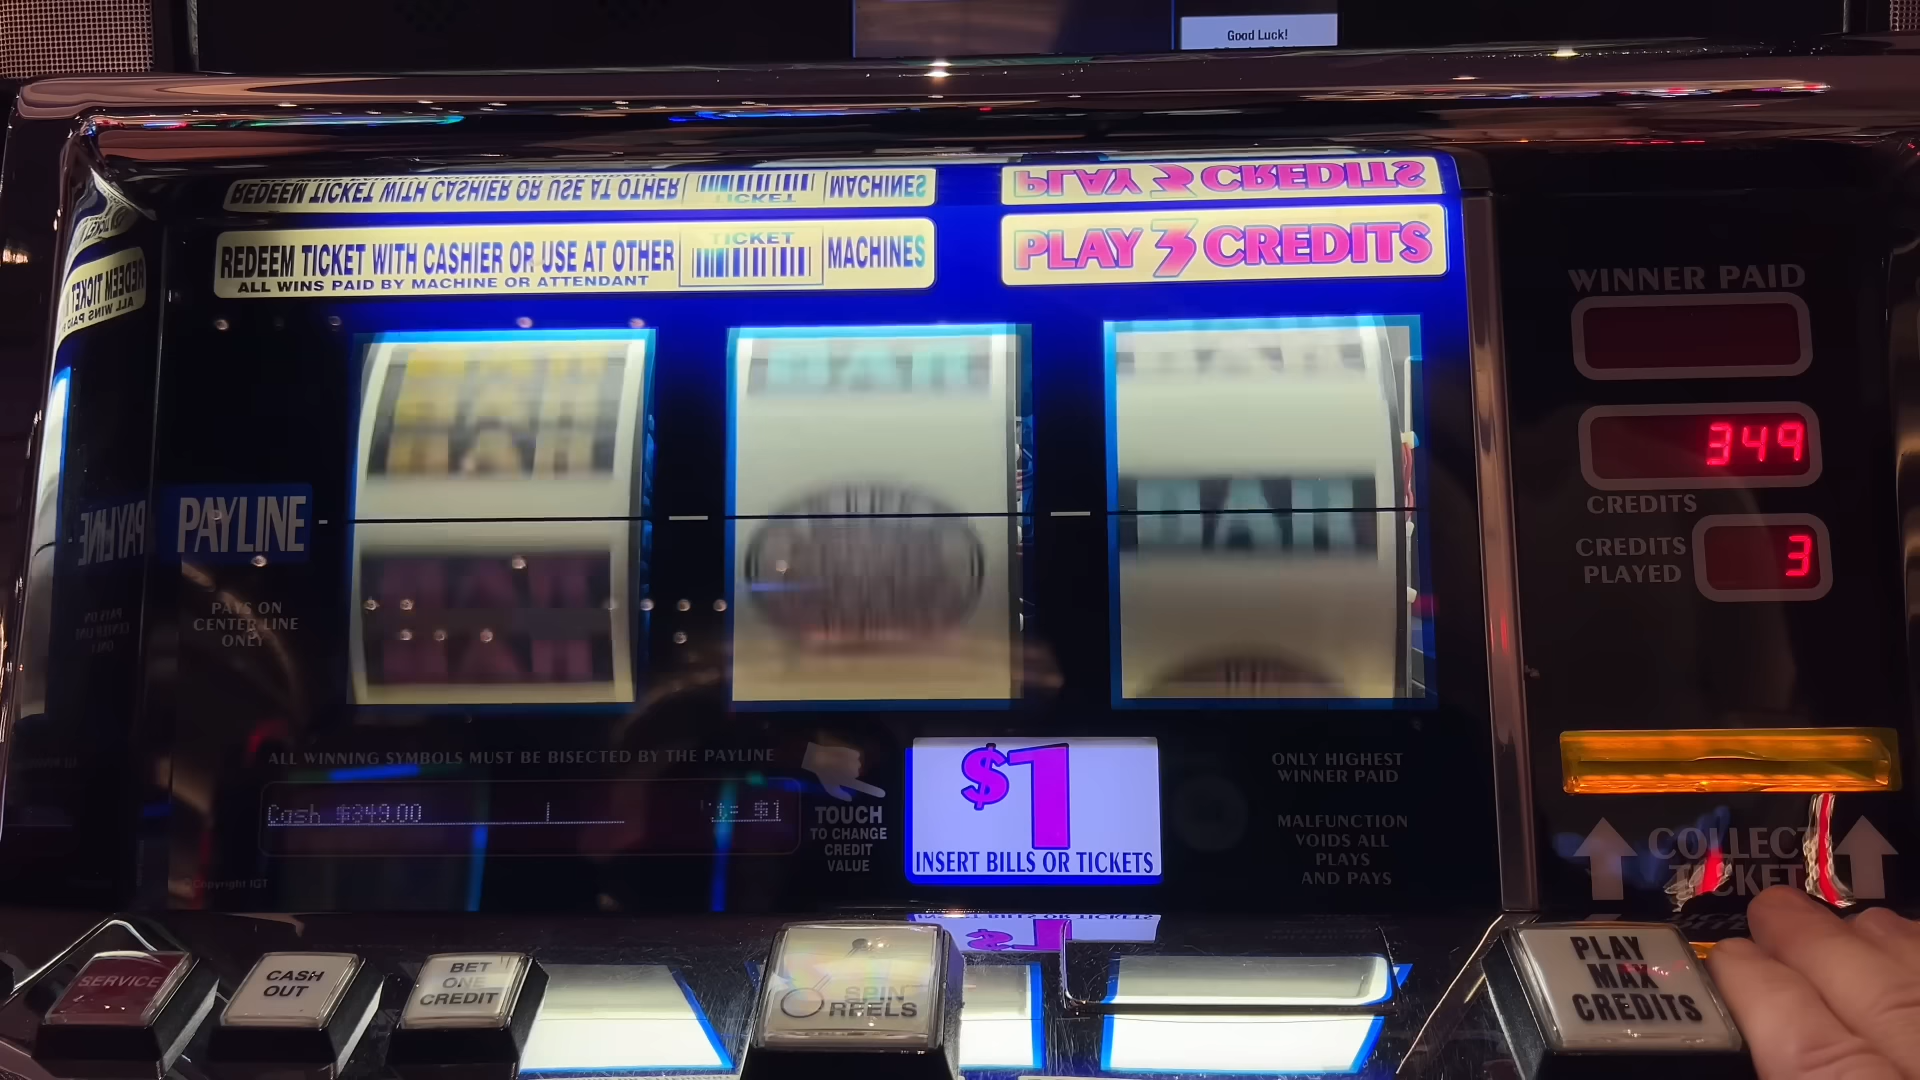 Good Luck!
REDEEM TICKET WITH CASHIER OR USE AT OTHER TICKET MACHINES
ALL WINS PAID BY MACHINE OR ATTENDANT
PLAY 3 CREDITS
WINNER PAID
349
CREDITS
CREDITS PLAYED
3
PAYLINE
PAYS ON
CENTER LINE
ONLY
BAR
ALL WINNING SYMBOLS MUST BE BISECTED BY THE PAYLINE
Cash $349.00
$1
TOUCH
TO CHANGE
CREDIT
VALUE
$1
INSERT BILLS OR TICKETS
ONLY HIGHEST
WINNER PAID
MALFUNCTION
VOIDS ALL
PLAYS
AND PAYS
Copyright IGT
COLLECT
TICKET
SERVICE
CASH
OUT
BET
ONE
CREDIT
SPIN
REELS
PLAY
MAX
CREDITS